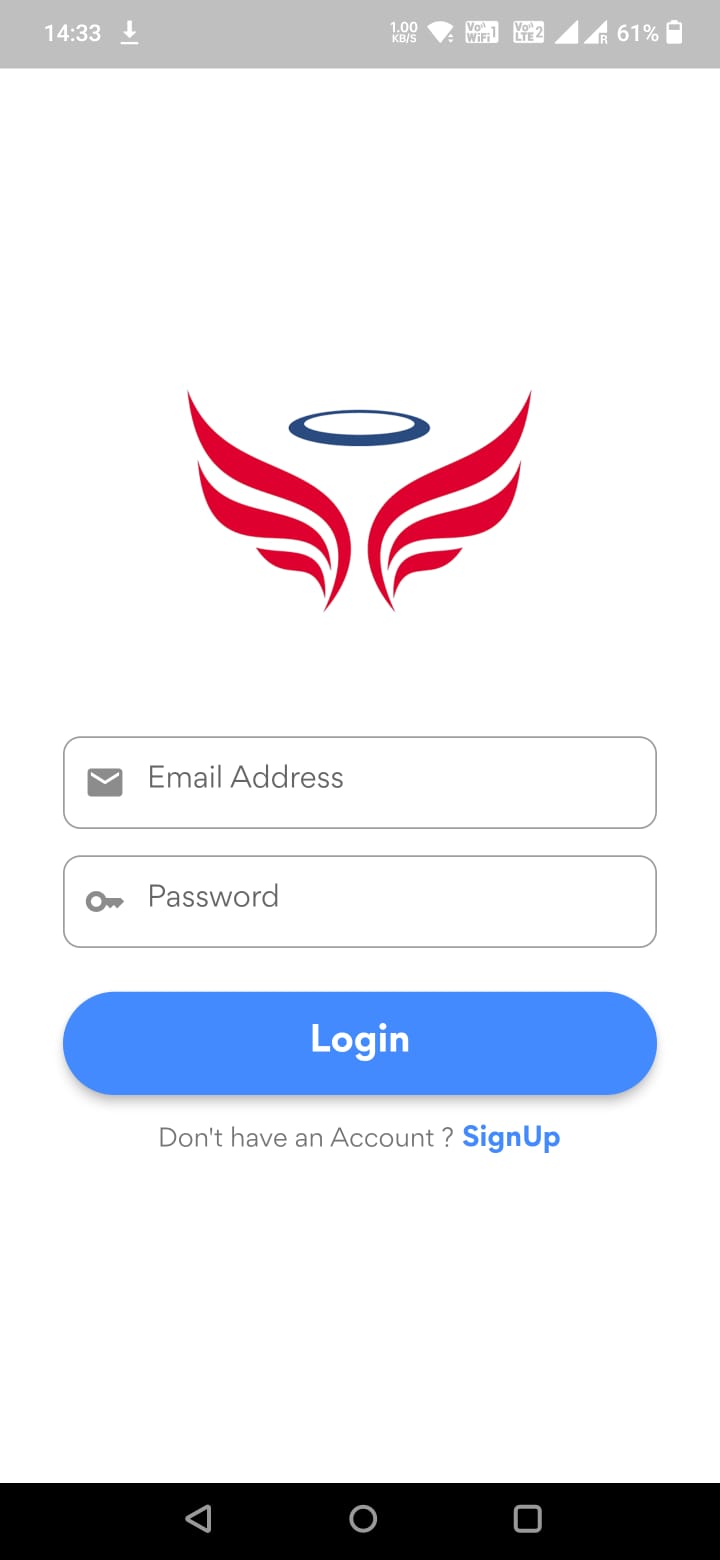 14:33 1.00 KB/S Vo WiFi 1 Vo LTE 2 R 61%
Email Address
Password
Login
Don't have an Account ? SignUp